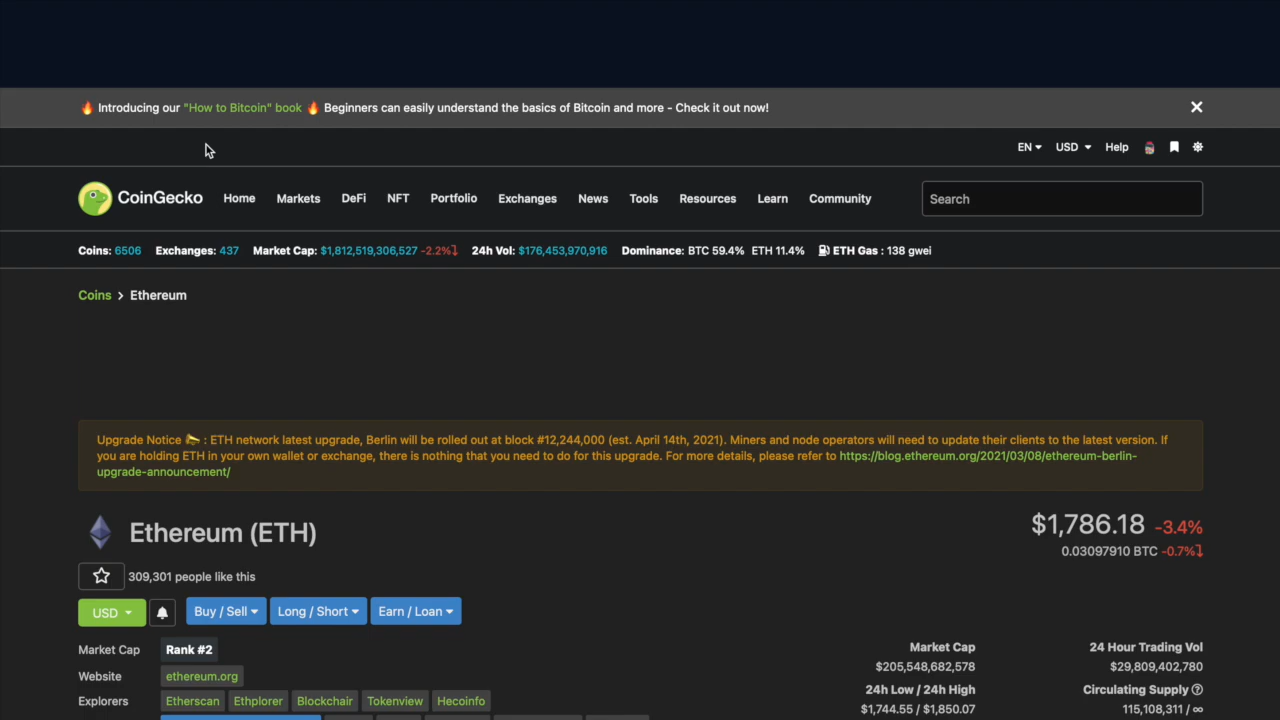 🔥 Introducing our "How to Bitcoin" book 🔥 Beginners can easily understand the basics of Bitcoin and more - Check it out now!
EN USD Help
CoinGecko Home Markets DeFi NFT Portfolio Exchanges News Tools Resources Learn Community Search
Coins: 6506 Exchanges: 437 Market Cap: $1,812,519,306,527 -2.2% 24h Vol: $176,453,970,916 Dominance: BTC 59.4% ETH 11.4% ETH Gas : 138 gwei
Coins > Ethereum
Upgrade Notice : ETH network latest upgrade, Berlin will be rolled out at block #12,244,000 (est. April 14th, 2021). Miners and node operators will need to update their clients to the latest version. If
you are holding ETH in your own wallet or exchange, there is nothing that you need to do for this upgrade. For more details, please refer to https://blog.ethereum.org/2021/03/08/ethereum-berlin-
upgrade-announcement/
Ethereum (ETH)
$1,786.18 -3.4%
0.03097910 BTC -0.7%
309,301 people like this
USD Buy / Sell Long / Short Earn / Loan
Market Cap Rank #2
Website ethereum.org
Explorers Etherscan Ethplorer Blockchair Tokenview Hecoinfo
Market Cap 24 Hour Trading Vol
$205,548,682,578 $29,809,402,780
24h Low / 24h High Circulating Supply
$1,744.55 / $1,850.07 115,108,311 / ∞